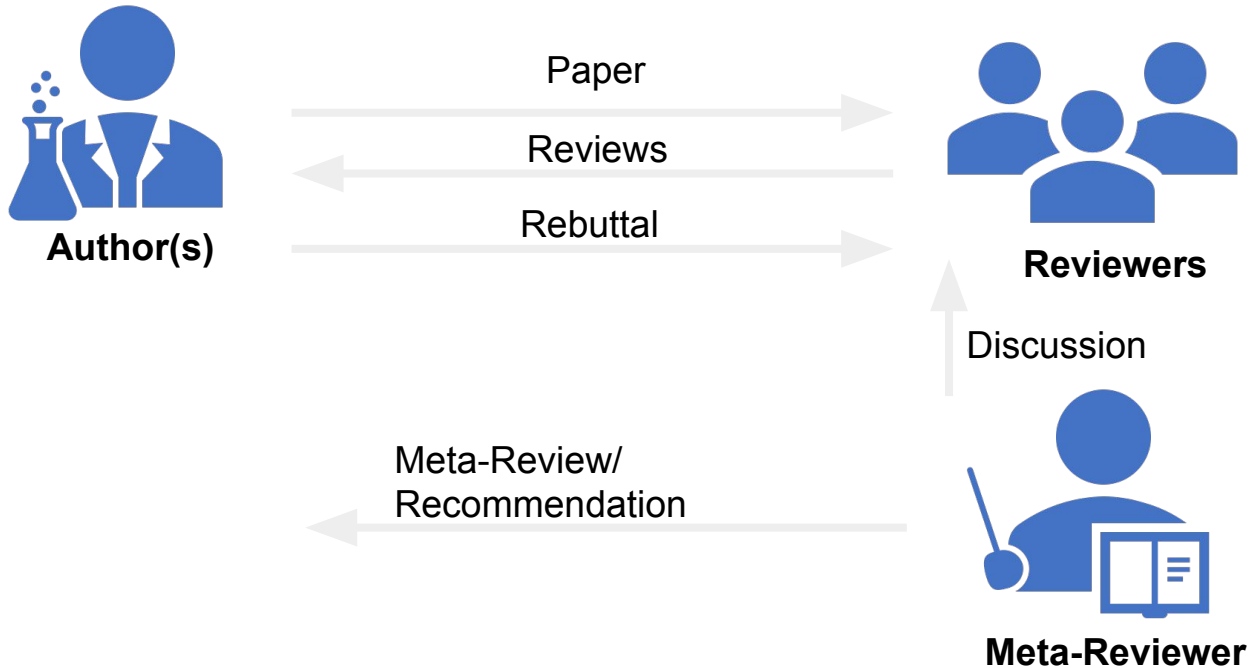 Paper
Reviews
Rebuttal
Author(s)
Reviewers
Discussion
Meta-Review/
Recommendation
Meta-Reviewer